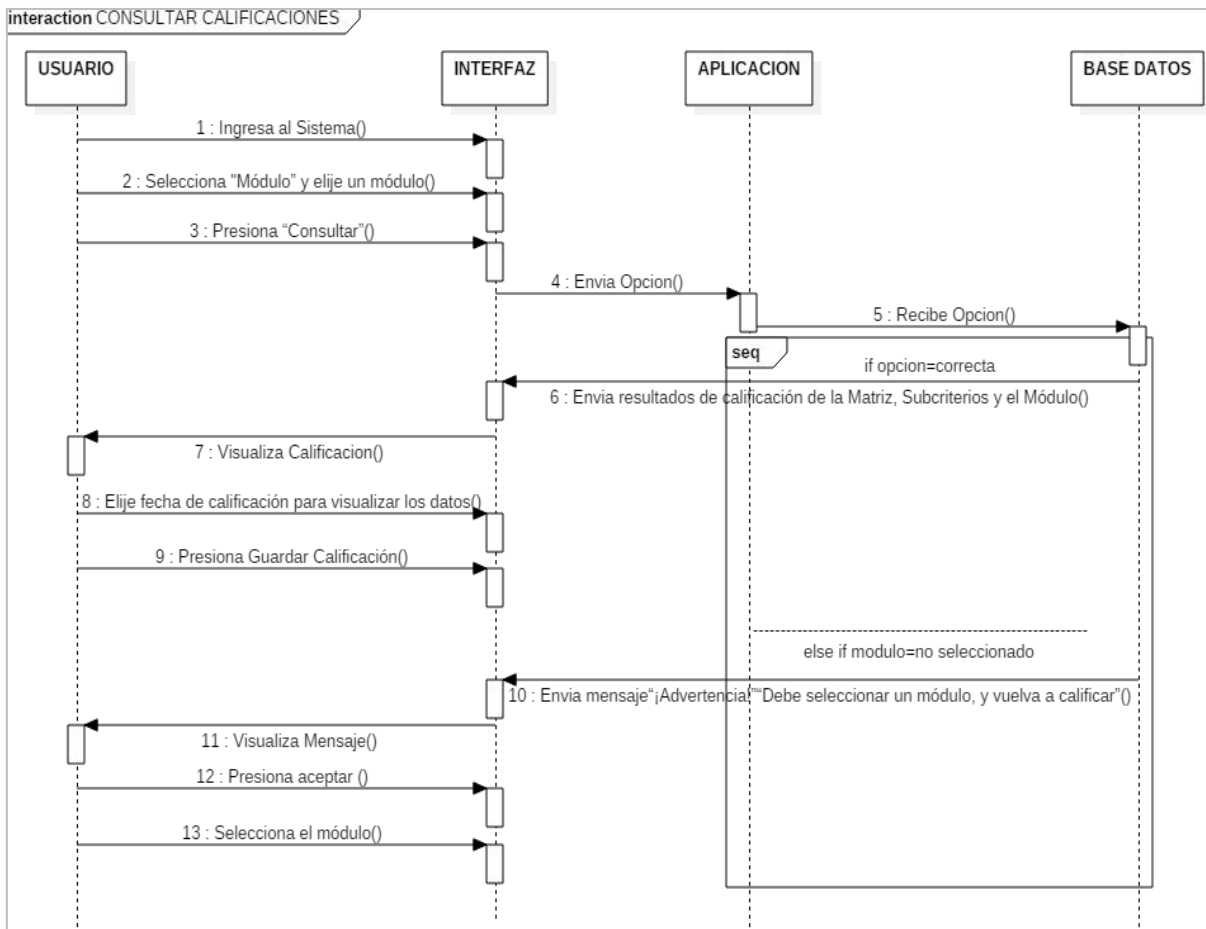 interaction CONSULTAR CALIFICACIONES
USUARIO
INTERFAZ
APLICACION
BASE DATOS
1 : Ingresa al Sistema()
2 : Selecciona "Módulo” y elije un módulo()
3 : Presiona “Consultar”()
4 : Envia Opcion()
5 : Recibe Opcion()
seq
if opcion=correcta
6 : Envia resultados de calificación de la Matriz, Subcriterios y el Módulo()
7 : Visualiza Calificacion()
8 : Elije fecha de calificación para visualizar los datos()
9 : Presiona Guardar Calificación()
else if modulo=no seleccionado
10 : Envia mensaje“¡Advertencia!”“Debe seleccionar un módulo, y vuelva a calificar”()
11 : Visualiza Mensaje()
12 : Presiona aceptar ()
13 : Selecciona el módulo()